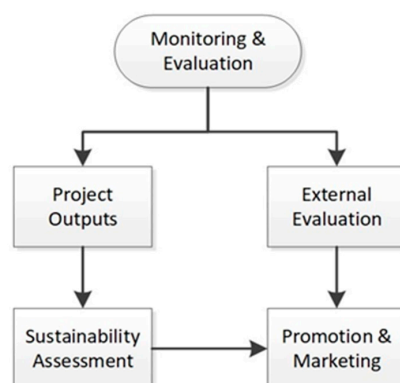 Monitoring &
Evaluation
Project
Outputs
External
Evaluation
Sustainability
Assessment
Promotion &
Marketing